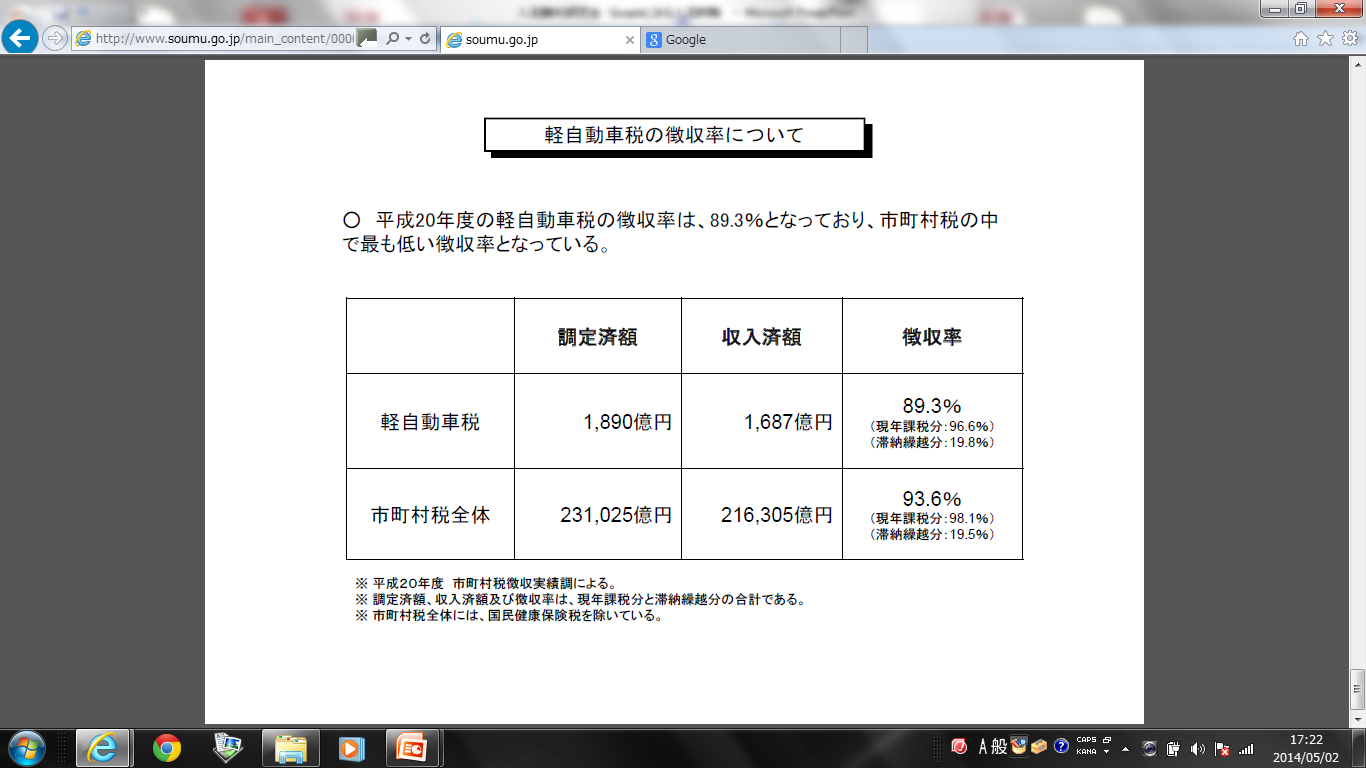 http://www.soumu.go.jp/main_content/000
soumu.go.jp
Google
軽自動車税の徴収率について
○　平成20年度の軽自動車税の徴収率は、89.3%となっており、市町村税の中
で最も低い徴収率となっている。
調定済額 収入済額 徴収率
軽自動車税 1,890億円 1,687億円 89.3%
（現年課税分：96.6%）
（滞納繰越分：19.8%）
市町村税全体 231,025億円 216,305億円 93.6%
（現年課税分：98.1%）
（滞納繰越分：19.5%）
※ 平成20年度　市町村税徴収実績調による。
※ 調定済額、収入済額及び徴収率は、現年課税分と滞納繰越分の合計である。
※ 市町村税全体には、国民健康保険税を除いている。
A 般
CAPS
KANA
17:22
2014/05/02